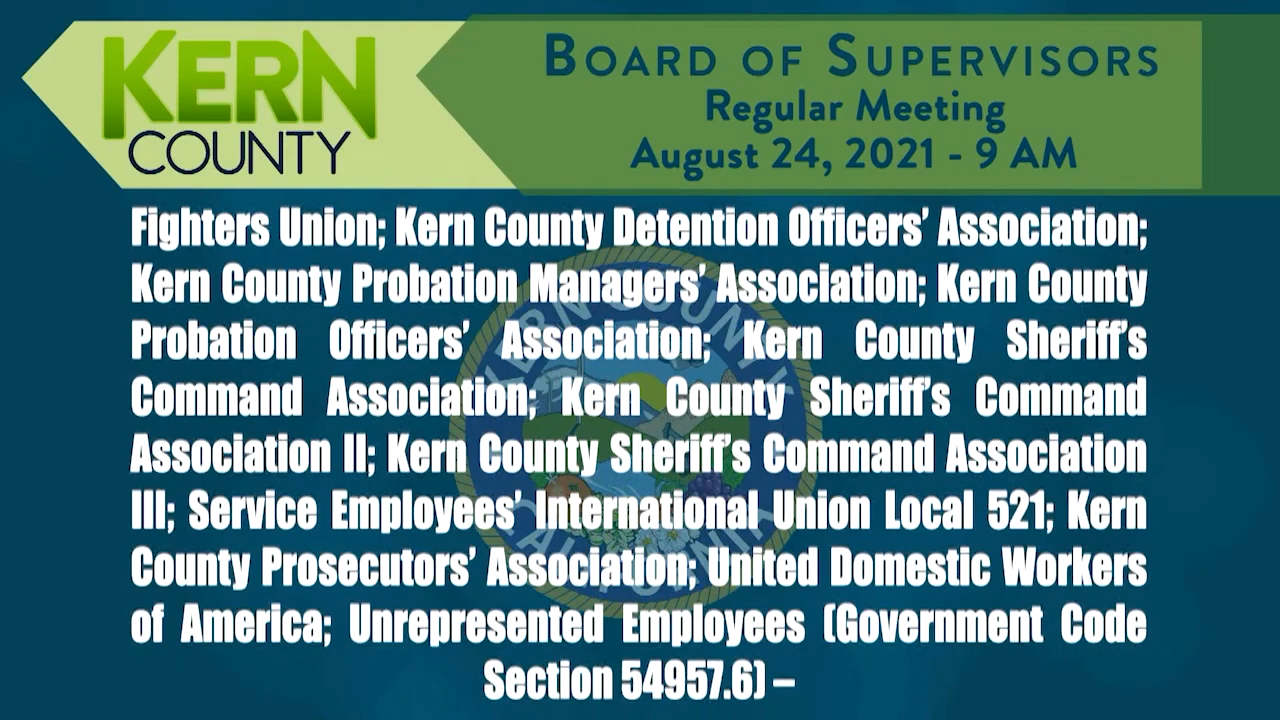 KERN
COUNTY
BOARD OF SUPERVISORS
Regular Meeting
August 24, 2021 - 9 AM
Fighters Union; Kern County Detention Officers’ Association;
Kern County Probation Managers’ Association; Kern County
Probation Officers’ Association; Kern County Sheriff’s
Command Association; Kern County Sheriff’s Command
Association II; Kern County Sheriff’s Command Association
III; Service Employees’ International Union Local 521; Kern
County Prosecutors’ Association; United Domestic Workers
of America; Unrepresented Employees (Government Code
Section 54957.6) –
KERN COUNTY
CALIFORNIA